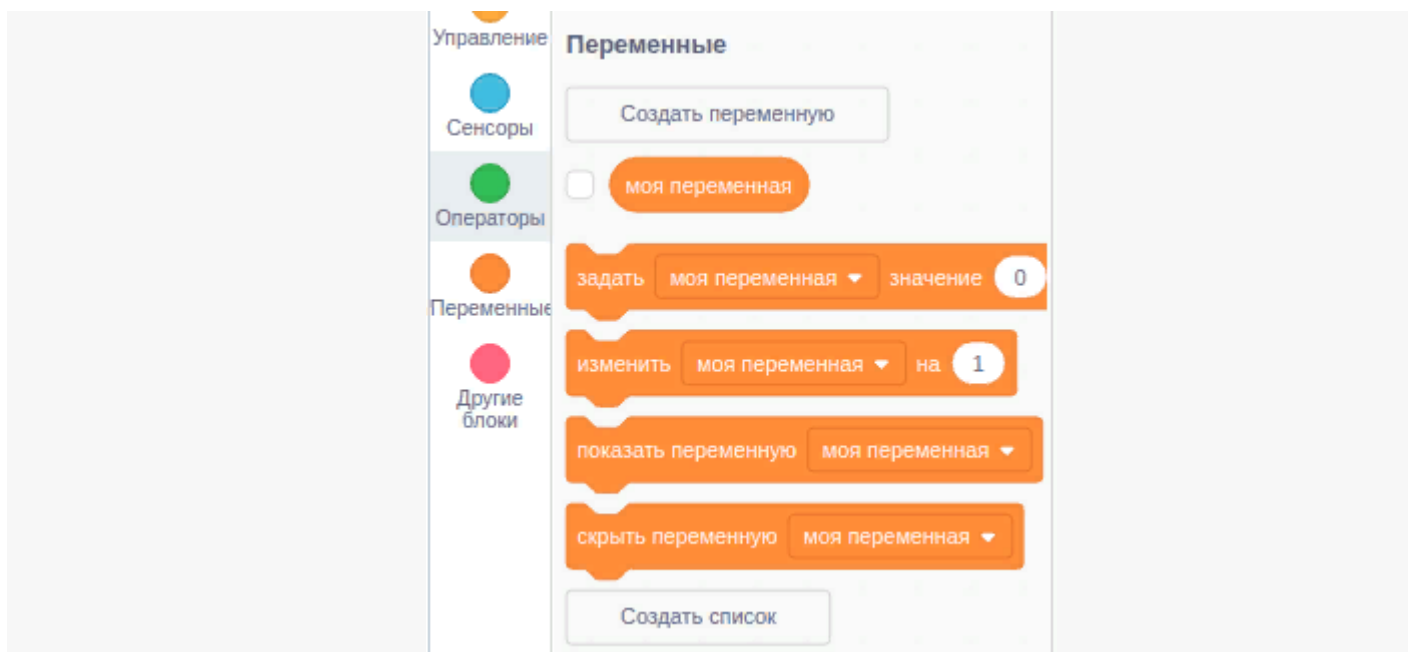 Управление
Сенсоры
Операторы
Переменные
Другие
блоки
Переменные
Создать переменную
моя переменная
задать моя переменная значение 0
изменить моя переменная на 1
показать переменную моя переменная
скрыть переменную моя переменная
Создать список